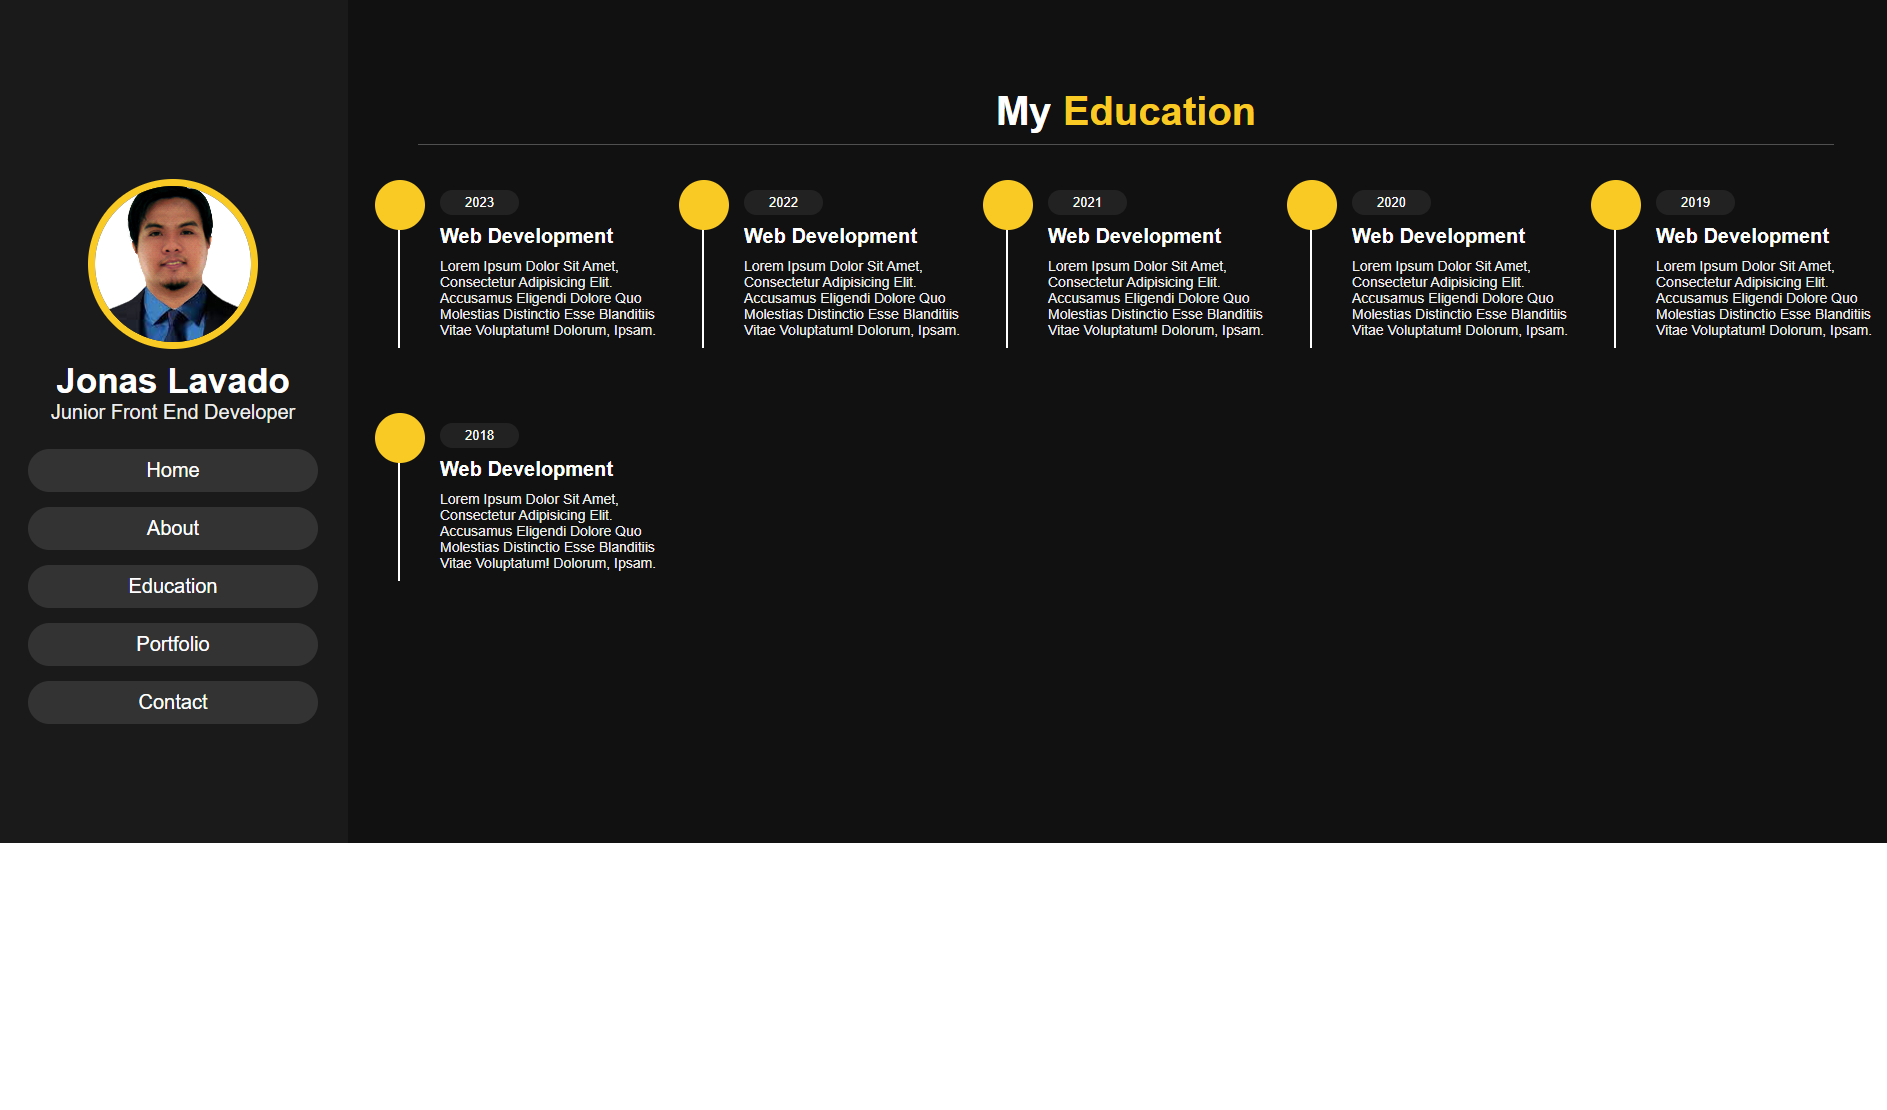 Jonas Lavado
Junior Front End Developer
Home
About
Education
Portfolio
Contact
My Education
2023
Web Development
Lorem Ipsum Dolor Sit Amet,
Consectetur Adipisicing Elit.
Accusamus Eligendi Dolore Quo
Molestias Distinctio Esse Blanditiis
Vitae Voluptatum! Dolorum, Ipsam.
2022
Web Development
Lorem Ipsum Dolor Sit Amet,
Consectetur Adipisicing Elit.
Accusamus Eligendi Dolore Quo
Molestias Distinctio Esse Blanditiis
Vitae Voluptatum! Dolorum, Ipsam.
2021
Web Development
Lorem Ipsum Dolor Sit Amet,
Consectetur Adipisicing Elit.
Accusamus Eligendi Dolore Quo
Molestias Distinctio Esse Blanditiis
Vitae Voluptatum! Dolorum, Ipsam.
2020
Web Development
Lorem Ipsum Dolor Sit Amet,
Consectetur Adipisicing Elit.
Accusamus Eligendi Dolore Quo
Molestias Distinctio Esse Blanditiis
Vitae Voluptatum! Dolorum, Ipsam.
2019
Web Development
Lorem Ipsum Dolor Sit Amet,
Consectetur Adipisicing Elit.
Accusamus Eligendi Dolore Quo
Molestias Distinctio Esse Blanditiis
Vitae Voluptatum! Dolorum, Ipsam.
2018
Web Development
Lorem Ipsum Dolor Sit Amet,
Consectetur Adipisicing Elit.
Accusamus Eligendi Dolore Quo
Molestias Distinctio Esse Blanditiis
Vitae Voluptatum! Dolorum, Ipsam.